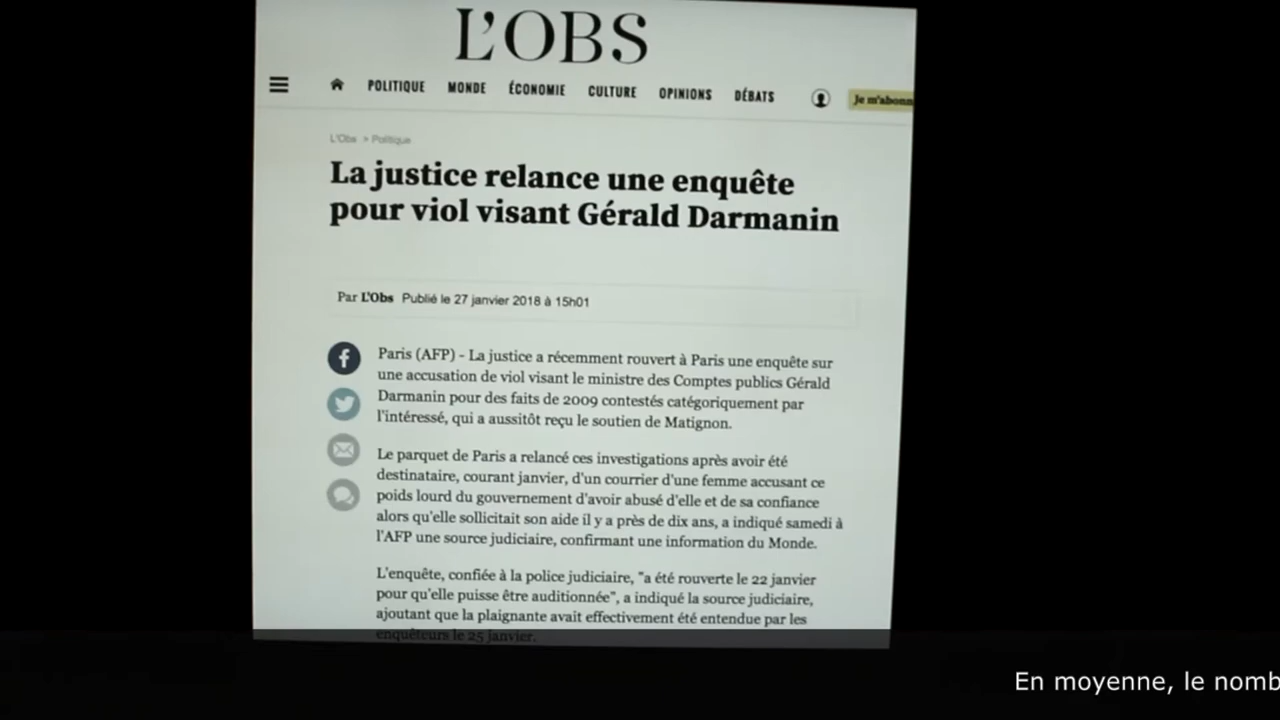 L'OBS
POLITIQUE MONDE ÉCONOMIE CULTURE OPINIONS DÉBATS Je m'abonn
L'Obs > Politique
La justice relance une enquête
pour viol visant Gérald Darmanin
Par L'Obs Publié le 27 janvier 2018 à 15h01
Paris (AFP) - La justice a récemment rouvert à Paris une enquête sur
une accusation de viol visant le ministre des Comptes publics Gérald
Darmanin pour des faits de 2009 contestés catégoriquement par
l'intéressé, qui a aussitôt reçu le soutien de Matignon.
Le parquet de Paris a relancé ces investigations après avoir été
destinataire, courant janvier, d'un courrier d'une femme accusant ce
poids lourd du gouvernement d'avoir abusé d'elle et de sa confiance
alors qu'elle sollicitait son aide il y a près de dix ans, a indiqué samedi à
l'AFP une source judiciaire, confirmant une information du Monde.
L'enquête, confiée à la police judiciaire, "a été rouverte le 22 janvier
pour qu'elle puisse être auditionnée", a indiqué la source judiciaire,
ajoutant que la plaignante avait effectivement été entendue par les
enquêteurs le 25 janvier.
En moyenne, le nomb